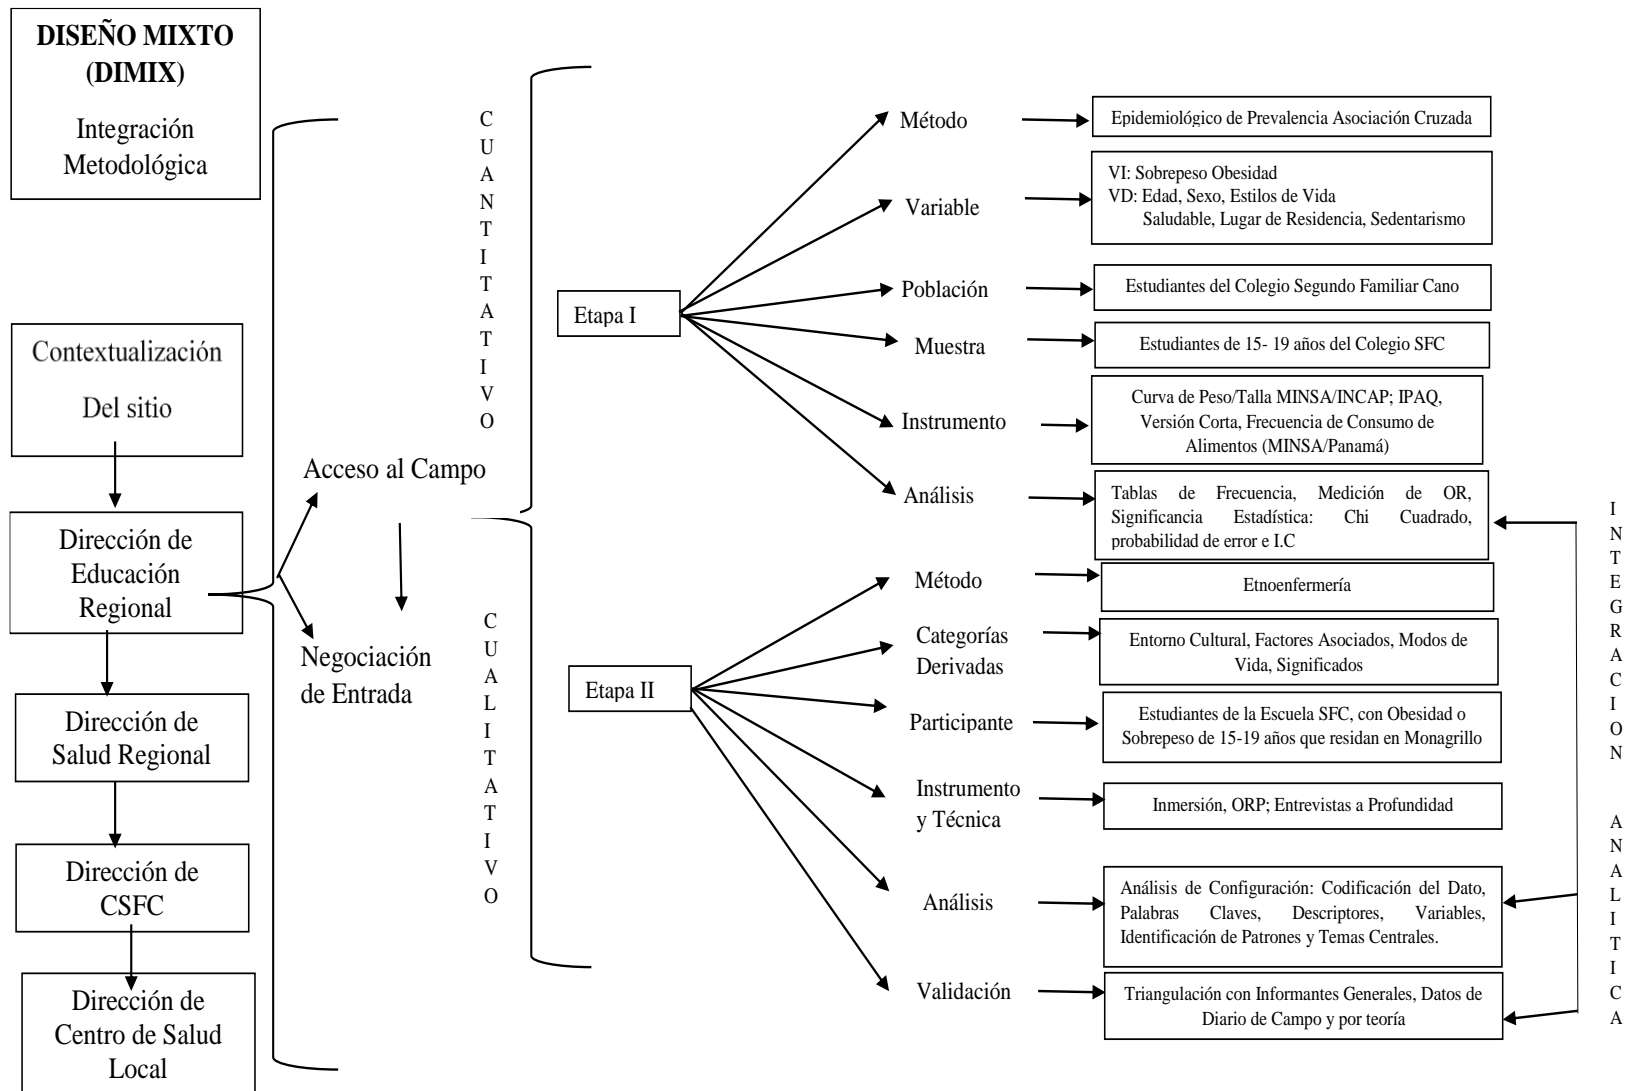 DISEÑO MIXTO
(DIMIX)
Integración
Metodológica
Contextualización
Del sitio
Dirección de
Educación
Regional
Dirección de
Salud Regional
Dirección de
CSFC
Dirección de
Centro de Salud
Local
Acceso al Campo
Negociación
de Entrada
CUANTITATIVO
Etapa I
Método
Epidemiológico de Prevalencia Asociación Cruzada
Variable
VI: Sobrepeso Obesidad
VD: Edad, Sexo, Estilos de Vida
Saludable, Lugar de Residencia, Sedentarismo
Población
Estudiantes del Colegio Segundo Familiar Cano
Muestra
Estudiantes de 15- 19 años del Colegio SFC
Instrumento
Curva de Peso/Talla MINSA/INCAP; IPAQ,
Versión Corta, Frecuencia de Consumo de
Alimentos (MINSA/Panamá)
Análisis
Tablas de Frecuencia, Medición de OR,
Significancia Estadística: Chi Cuadrado,
probabilidad de error e I.C
CUALITATIVO
Etapa II
Método
Etnoenfermería
Categorías
Derivadas
Entorno Cultural, Factores Asociados, Modos de
Vida, Significados
Participante
Estudiantes de la Escuela SFC, con Obesidad o
Sobrepeso de 15-19 años que residan en Monagrillo
Instrumento
y Técnica
Inmersión, ORP; Entrevistas a Profundidad
Análisis
Análisis de Configuración: Codificación del Dato,
Palabras Claves, Descriptores, Variables,
Identificación de Patrones y Temas Centrales.
Validación
Triangulación con Informantes Generales, Datos de
Diario de Campo y por teoría
INTEGRACION ANALITICA